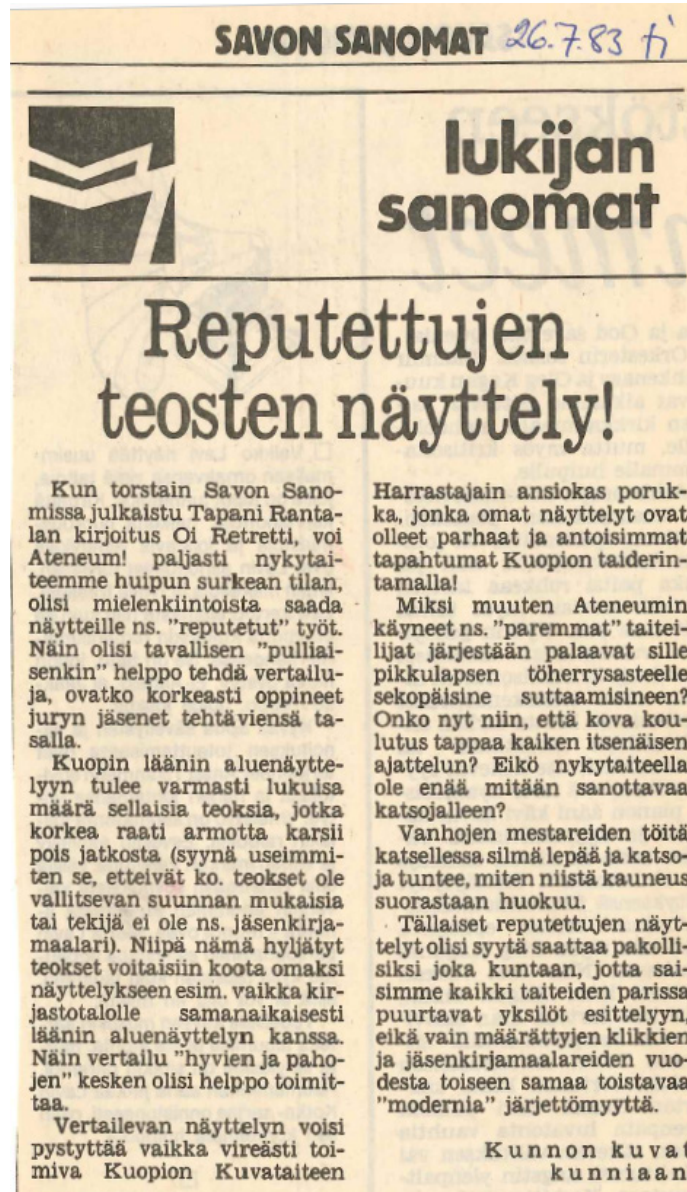 SAVON SANOMAT 26.7.83 ti
lukijan
sanomat
Reputettujen
teosten näyttely!
Kun torstain Savon Sano-
missa julkaistu Tapani Ranta-
lan kirjoitus Oi Retretti, voi
Ateneum! paljasti nykytai-
teemme huipun surkean tilan,
olisi mielenkiintoista saada
näytteille ns. "reputetut" työt.
Näin olisi tavallisen "pulliai-
senkin" helppo tehdä vertailu-
ja, ovatko korkeasti oppineet
juryn jäsenet tehtäviensä ta-
salla.
Kuopin läänin aluenäytte-
lyyn tulee varmasti lukuisa
määrä sellaisia teoksia, jotka
korkea raati armotta karsii
pois jatkosta (syynä useimmi-
ten se, etteivät ko. teokset ole
vallitsevan suunnan mukaisia
tai tekijä ei ole ns. jäsenkirja-
maalari). Niipä nämä hyljätyt
teokset voitaisiin koota omaksi
näyttelykseen esim. vaikka kir-
jastotalolle samanaikaisesti
läänin aluenäyttelyn kanssa.
Näin vertailu "hyvien ja paho-
jen" kesken olisi helppo toimit-
taa.
Vertailevan näyttelyn voisi
pystyttää vaikka vireästi toi-
miva Kuopion Kuvataiteen
Harrastajain ansiokas poruk-
ka, jonka omat näyttelyt ovat
olleet parhaat ja antoisimmat
tapahtumat Kuopion taiderin-
tamalla!
Miksi muuten Ateneumin
käyneet ns. "paremmat" taitei-
lijat järjestään palaavat sille
pikkulapsen töherrysasteelle
sekopäisine suttaamisineen?
Onko nyt niin, että kova kou-
lutus tappaa kaiken itsenäisen
ajattelun? Eikö nykytaiteella
ole enää mitään sanottavaa
katsojalleen?
Vanhojen mestareiden töitä
katsellessa silmä lepää ja katso-
ja tuntee, miten niistä kauneus
suorastaan huokuu.
Tällaiset reputettujen näyt-
telyt olisi syytä saattaa pakolli-
siksi joka kuntaan, jotta sai-
simme kaikki taiteiden parissa
puurtavat yksilöt esittelyyn,
eikä vain määrättyjen klikkien
ja jäsenkirjamaalareiden vuo-
desta toiseen samaa toistavaa
"modernia" järjettömyyttä.
Kunnon kuvat
kunniaan